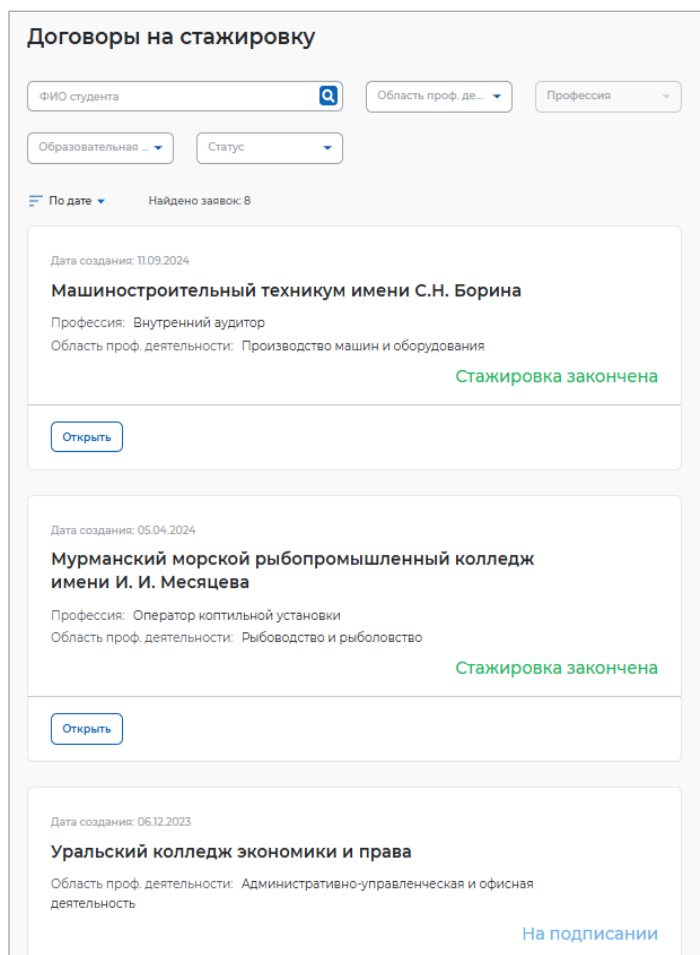 Договоры на стажировку
ФИО студента
Область проф. де...
Профессия
Образовательная ...
Статус
По дате
Найдено заявок: 8
Дата создания: 11.09.2024
Машиностроительный техникум имени С.Н. Борина
Профессия: Внутренний аудитор
Область проф. деятельности: Производство машин и оборудования
Стажировка закончена
Открыть
Дата создания: 05.04.2024
Мурманский морской рыбопромышленный колледж
имени И. И. Месяцева
Профессия: Оператор коптильной установки
Область проф. деятельности: Рыбоводство и рыболовство
Стажировка закончена
Открыть
Дата создания: 06.12.2023
Уральский колледж экономики и права
Область проф. деятельности: Административно-управленческая и офисная
деятельность
На подписании